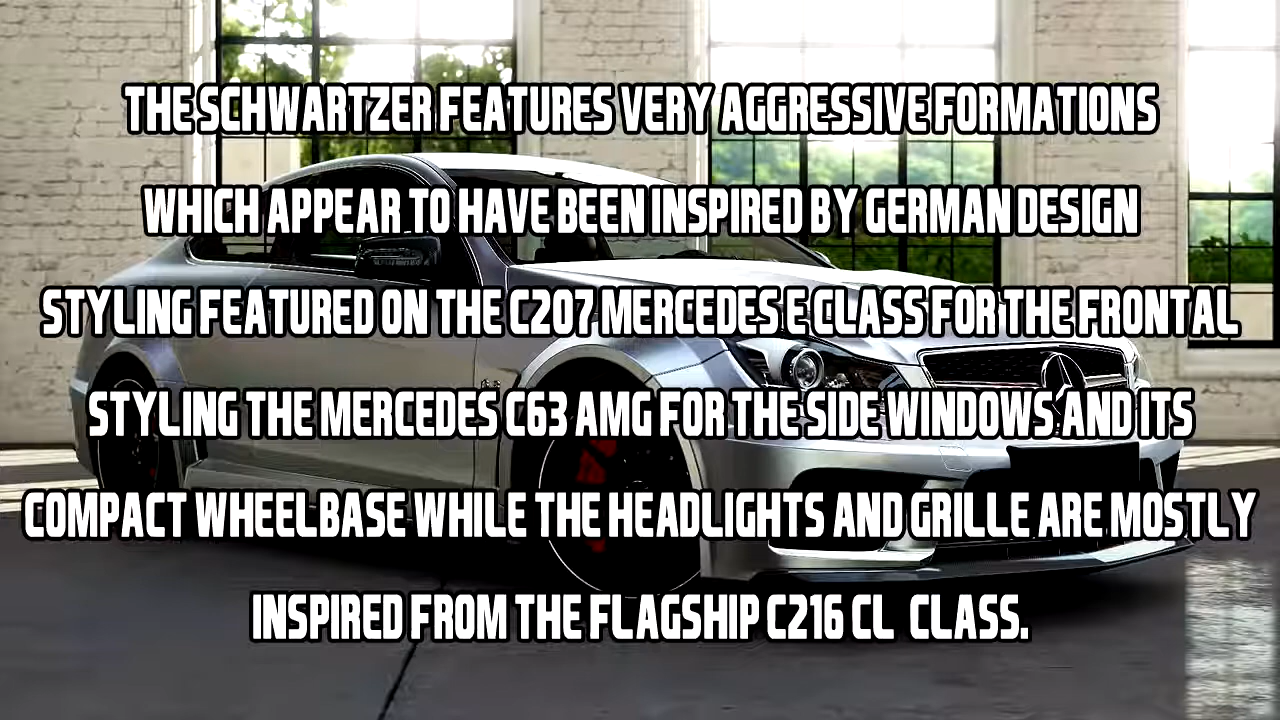 THE SCHWARTZER FEATURES VERY AGGRESSIVE FORMATIONS
WHICH APPEAR TO HAVE BEEN INSPIRED BY GERMAN DESIGN
STYLING FEATURED ON THE C207 MERCEDES E CLASS FOR THE FRONTAL
STYLING THE MERCEDES C63 AMG FOR THE SIDE WINDOWS AND ITS
COMPACT WHEELBASE WHILE THE HEADLIGHTS AND GRILLE ARE MOSTLY
INSPIRED FROM THE FLAGSHIP C216 CL CLASS.